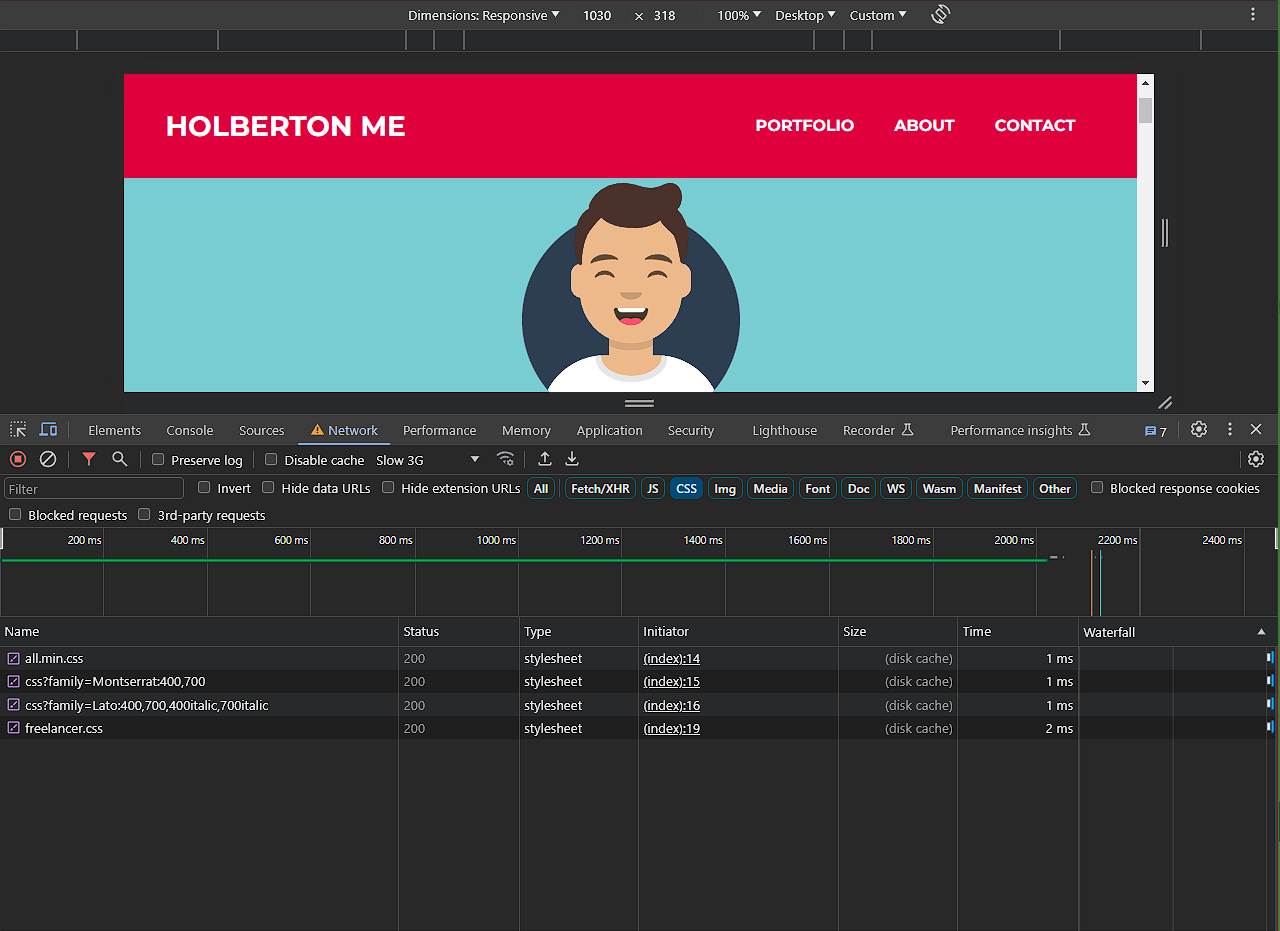 Dimensions: Responsive 1030 × 318 100% Desktop Custom
HOLBERTON ME PORTFOLIO ABOUT CONTACT
Elements Console Sources Network Performance Memory Application Security Lighthouse Recorder Performance insights 7
Preserve log Disable cache Slow 3G
Filter Invert Hide data URLs Hide extension URLs All Fetch/XHR JS CSS Img Media Font Doc WS Wasm Manifest Other Blocked response cookies
Blocked requests 3rd-party requests
200 ms 400 ms 600 ms 800 ms 1000 ms 1200 ms 1400 ms 1600 ms 1800 ms 2000 ms 2200 ms 2400 ms
Name Status Type Initiator Size Time Waterfall
all.min.css 200 stylesheet (index):14 (disk cache) 1 ms
css?family=Montserrat:400,700 200 stylesheet (index):15 (disk cache) 1 ms
css?family=Lato:400,700,400italic,700italic 200 stylesheet (index):16 (disk cache) 1 ms
freelancer.css 200 stylesheet (index):19 (disk cache) 2 ms